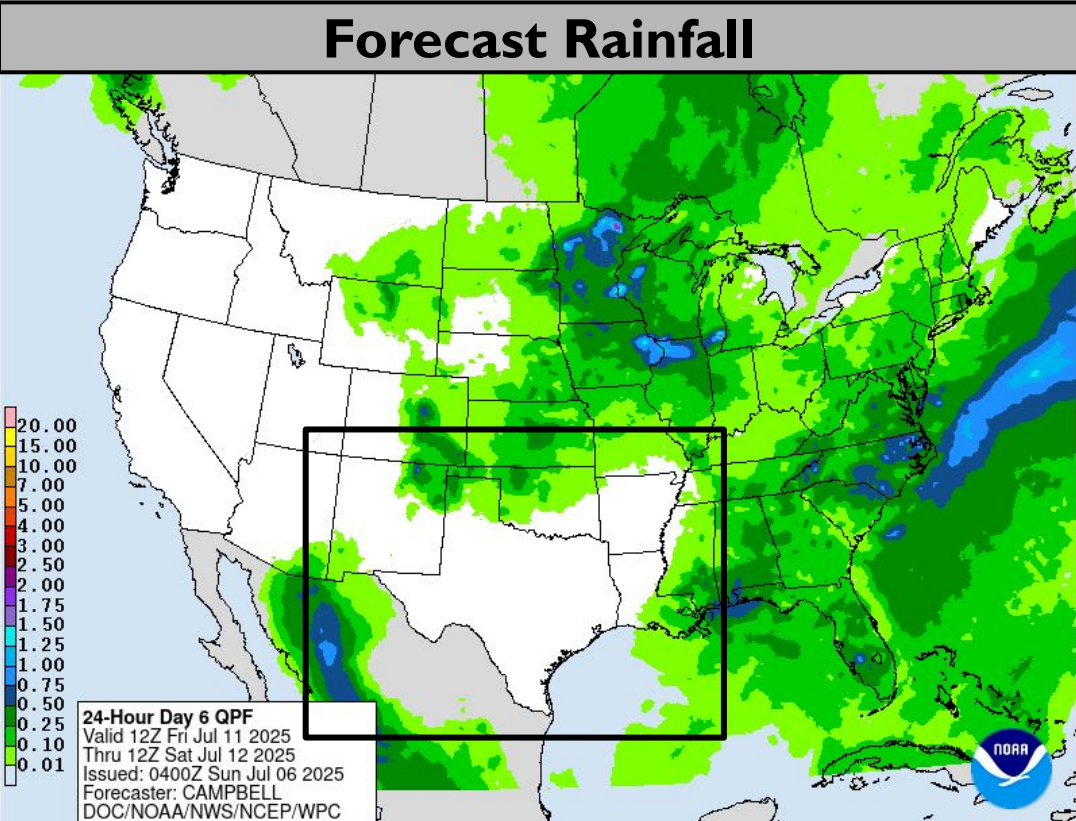 Forecast Rainfall
20.00
15.00
10.00
7.00
5.00
4.00
3.00
2.50
2.00
1.75
1.50
1.25
1.00
0.75
0.50
0.25
0.10
0.01
24-Hour Day 6 QPF
Valid 12Z Fri Jul 11 2025
Thru 12Z Sat Jul 12 2025
Issued: 0400Z Sun Jul 06 2025
Forecaster: CAMPBELL
DOC/NOAA/NWS/NCEP/WPC
NOAA